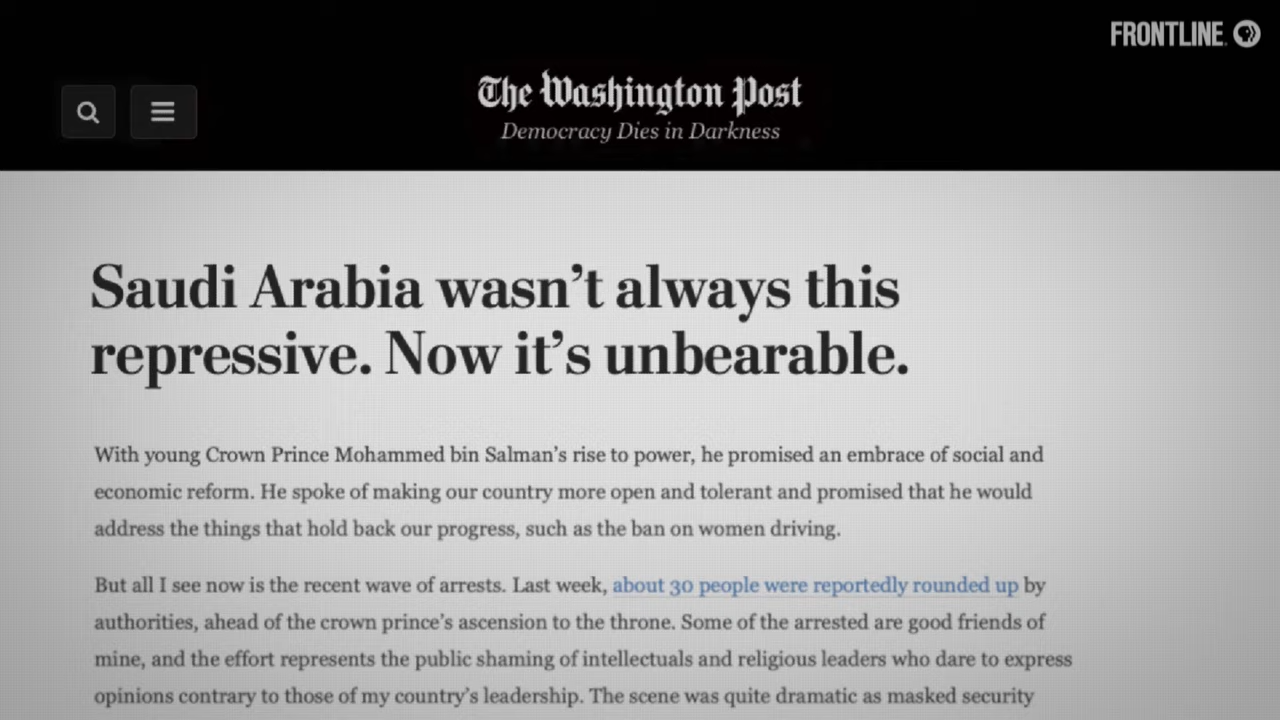 FRONTLINE
The Washington Post
Democracy Dies in Darkness
Saudi Arabia wasn’t always this
repressive. Now it’s unbearable.
With young Crown Prince Mohammed bin Salman’s rise to power, he promised an embrace of social and
economic reform. He spoke of making our country more open and tolerant and promised that he would
address the things that hold back our progress, such as the ban on women driving.
But all I see now is the recent wave of arrests. Last week, about 30 people were reportedly rounded up by
authorities, ahead of the crown prince’s ascension to the throne. Some of the arrested are good friends of
mine, and the effort represents the public shaming of intellectuals and religious leaders who dare to express
opinions contrary to those of my country’s leadership. The scene was quite dramatic as masked security